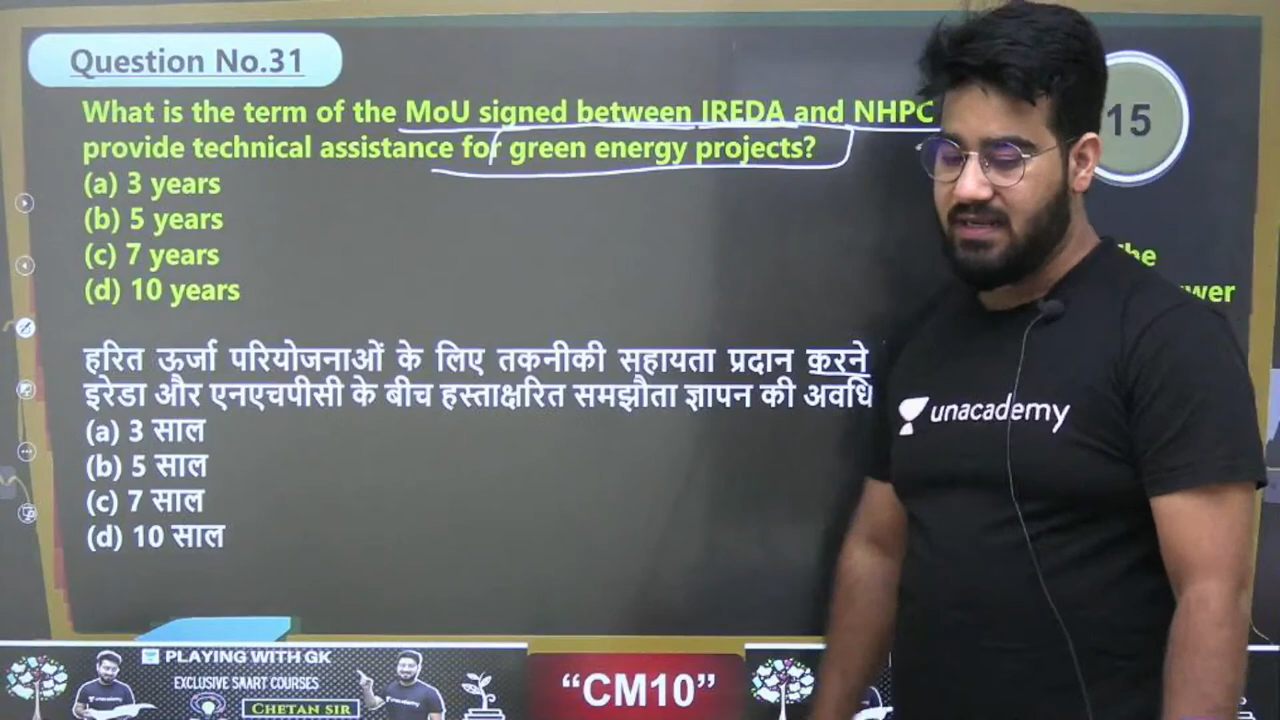 Question No.31
What is the term of the MoU signed between IREDA and NHPC
provide technical assistance for green energy projects?
(a) 3 years
(b) 5 years
(c) 7 years
(d) 10 years
15
हरित ऊर्जा परियोजनाओं के लिए तकनीकी सहायता प्रदान करने
इरेडा और एनएचपीसी के बीच हस्ताक्षरित समझौता ज्ञापन की अवधि
(a) 3 साल
(b) 5 साल
(c) 7 साल
(d) 10 साल
unacademy
PLAYING WITH GK
EXCLUSIVE SAART COURSES
CHETAN SIR
“CM10”